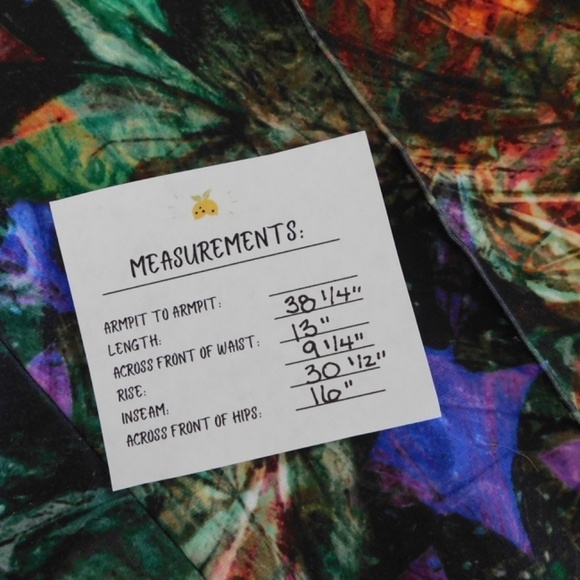 MEASUREMENTS:
ARMPIT TO ARMPIT:
LENGTH: 38 1/4"
ACROSS FRONT OF WAIST: 13"
RISE: 9 1/4"
INSEAM: 30 1/2"
ACROSS FRONT OF HIPS: 16"